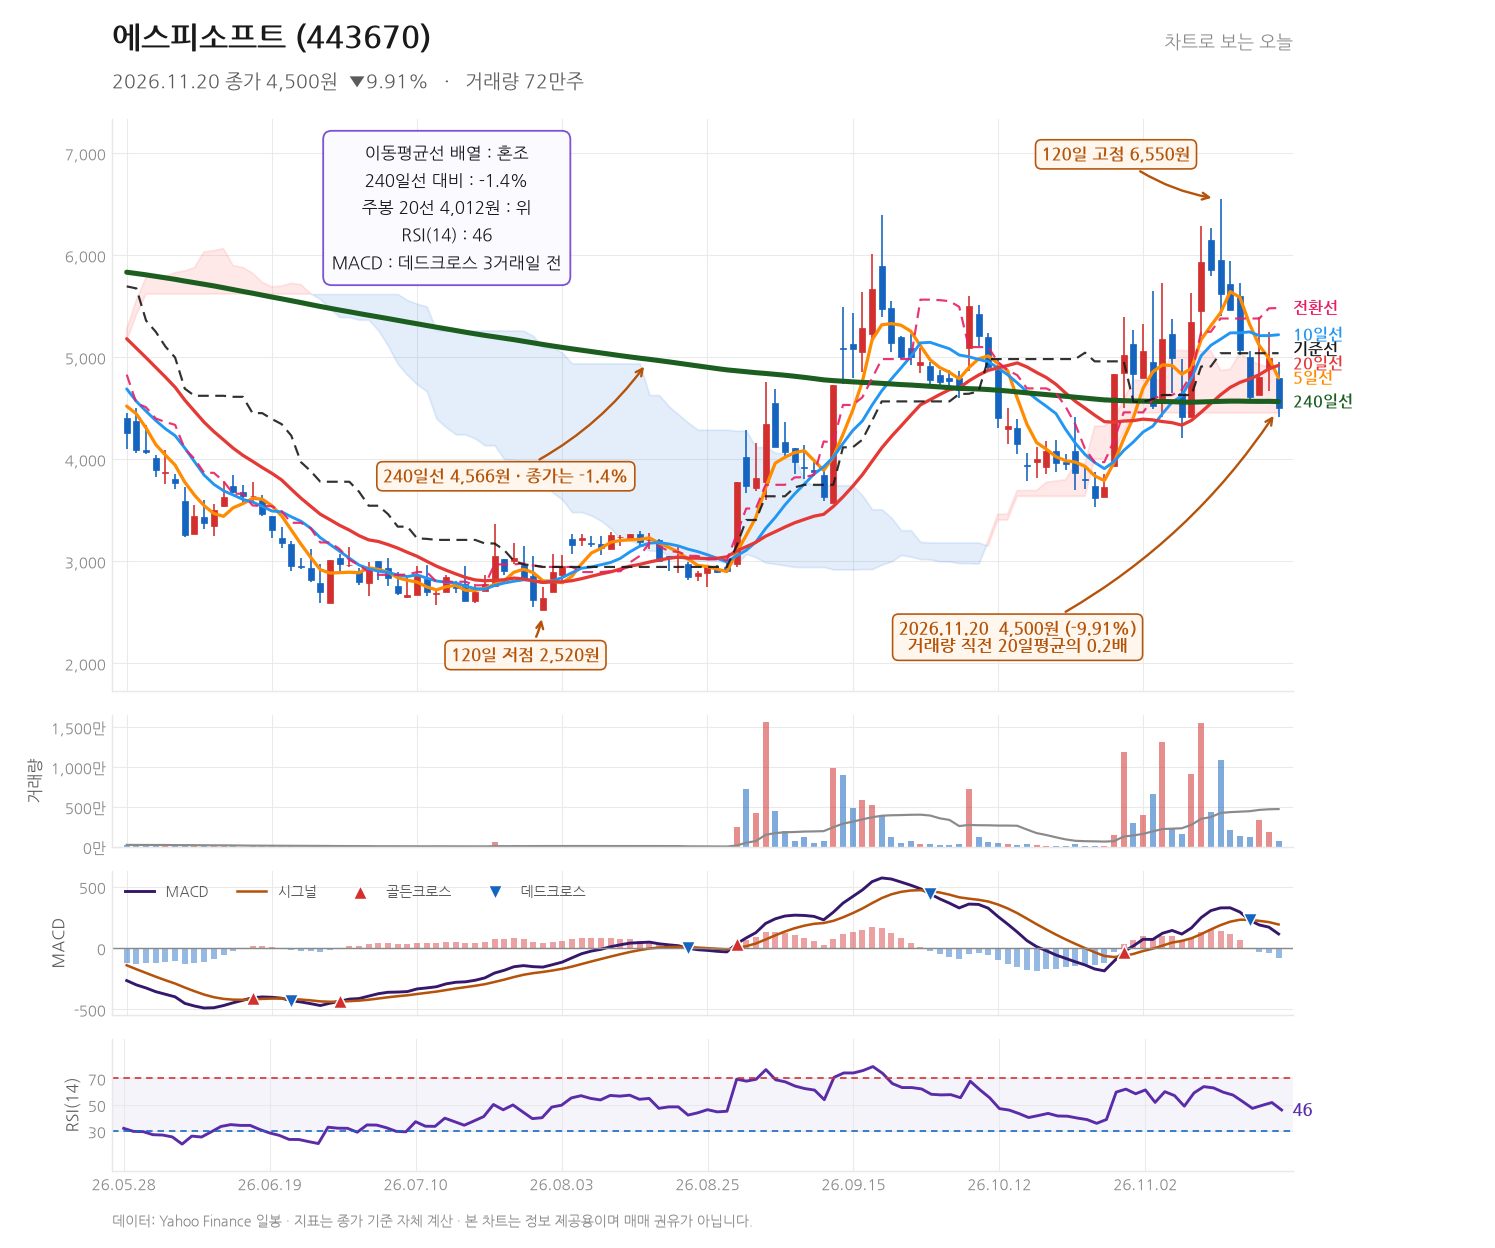 에스피소프트 (443670)
차트로 보는 오늘
2026.11.20 종가 4,500원 ▼9.91% · 거래량 72만주
이동평균선 배열 : 혼조
240일선 대비 : -1.4%
주봉 20선 4,012원 : 위
RSI(14) : 46
MACD : 데드크로스 3거래일 전
120일 고점 6,550원
7,000
6,000
5,000
4,000
3,000
2,000
전환선
10일선
기준선
20일선
5일선
240일선
240일선 4,566원 · 종가는 -1.4%
120일 저점 2,520원
2026.11.20 4,500원 (-9.91%)
거래량 직전 20일평균의 0.2배
거래량
1,500만
1,000만
500만
0만
MACD
500
0
-500
MACD 시그널 골든크로스 데드크로스
RSI(14)
70
50
30
46
26.05.28 26.06.19 26.07.10 26.08.03 26.08.25 26.09.15 26.10.12 26.11.02
데이터: Yahoo Finance 일봉 · 지표는 종가 기준 자체 계산 · 본 차트는 정보 제공용이며 매매 권유가 아닙니다.